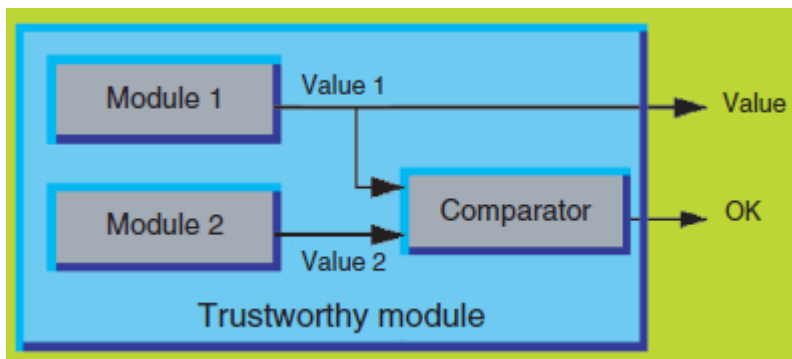 Module 1
Value 1
Value
Module 2
Value 2
Comparator
OK
Trustworthy module